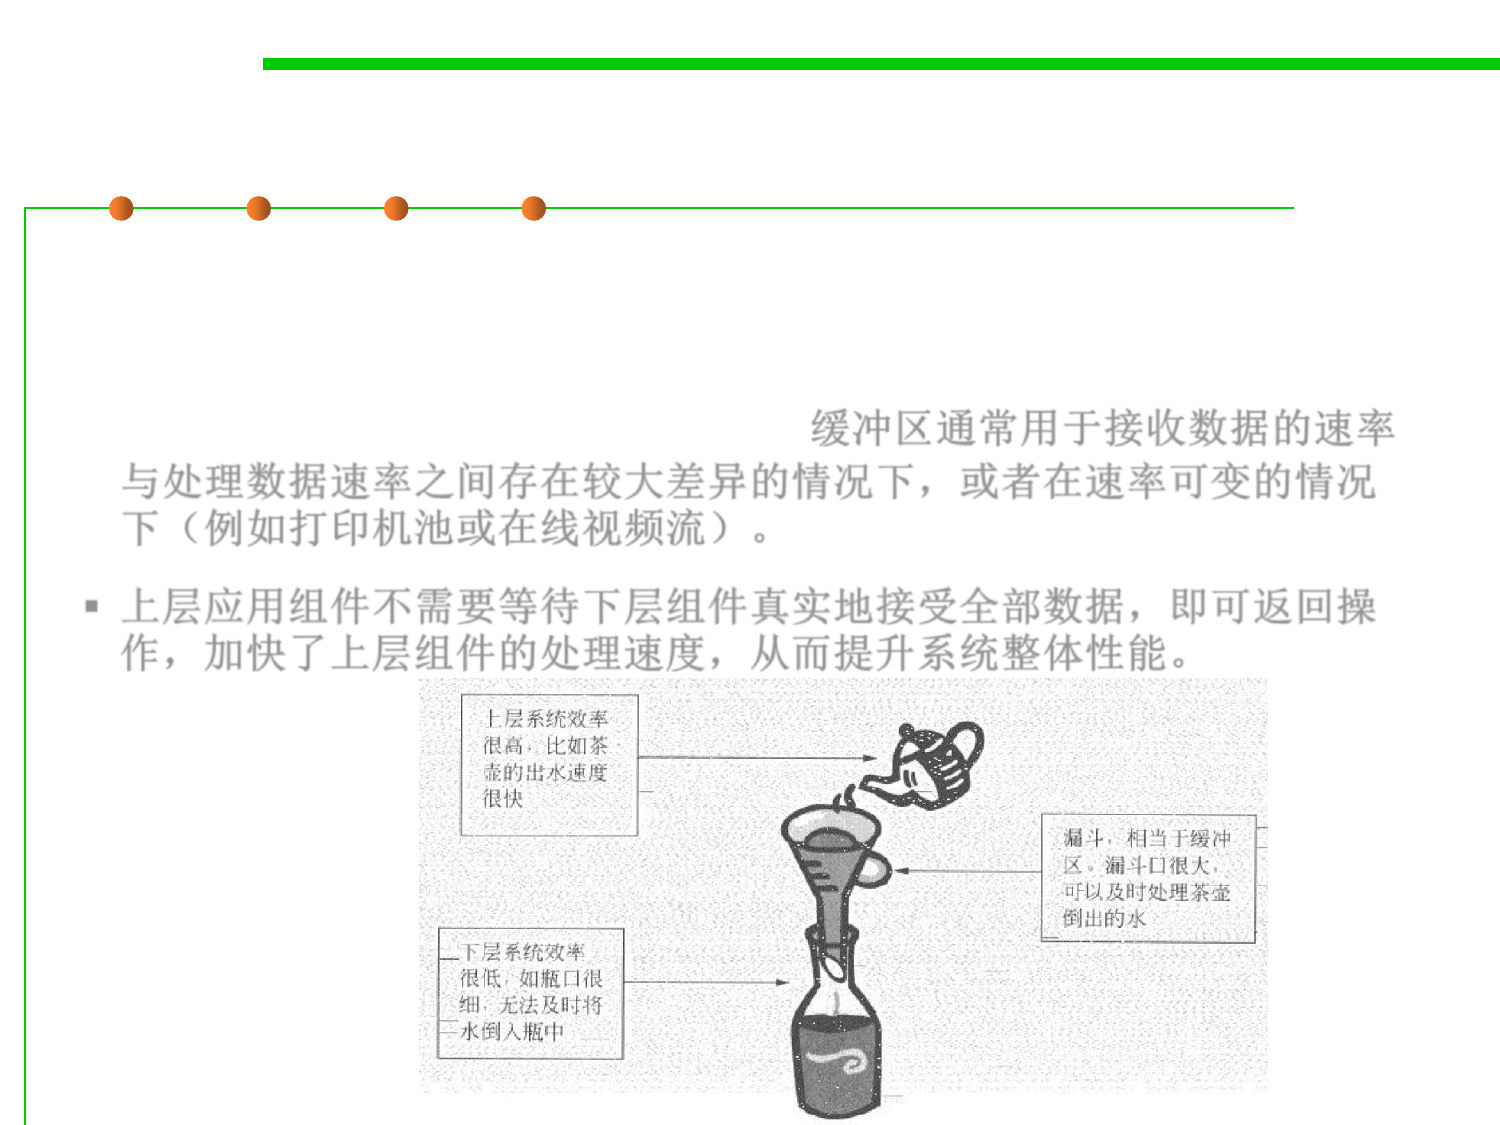 缓冲区通常用于接收数据的速率
与处理数据速率之间存在较大差异的情况下，或者在速率可变的情况
下（例如打印机池或在线视频流）。
▪ 上层应用组件不需要等待下层组件真实地接受全部数据，即可返回操
作，加快了上层组件的处理速度，从而提升系统整体性能。
上层系统效率
很高，比如茶
壶的出水速度
很快
漏斗，相当于缓冲
区。漏斗口很大，
可以及时处理茶壶
倒出的水
下层系统效率
很低，如瓶口很
细，无法及时将
水倒入瓶中